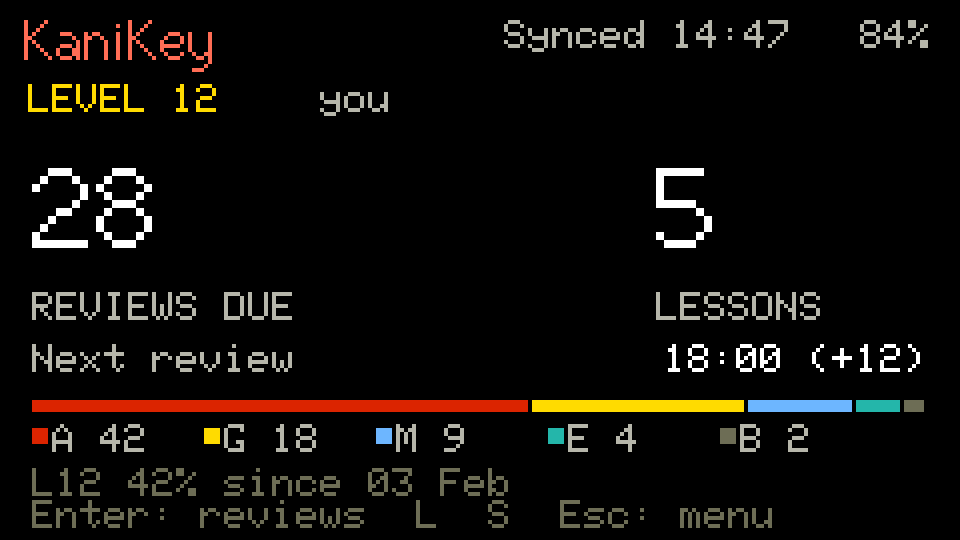 KaniKey Synced 14:47 84%
LEVEL 12 you
28 5
REVIEWS DUE LESSONS
Next review 18:00 (+12)
A 42 G 18 M 9 E 4 B 2
L12 42% since 03 Feb
Enter: reviews L S Esc: menu